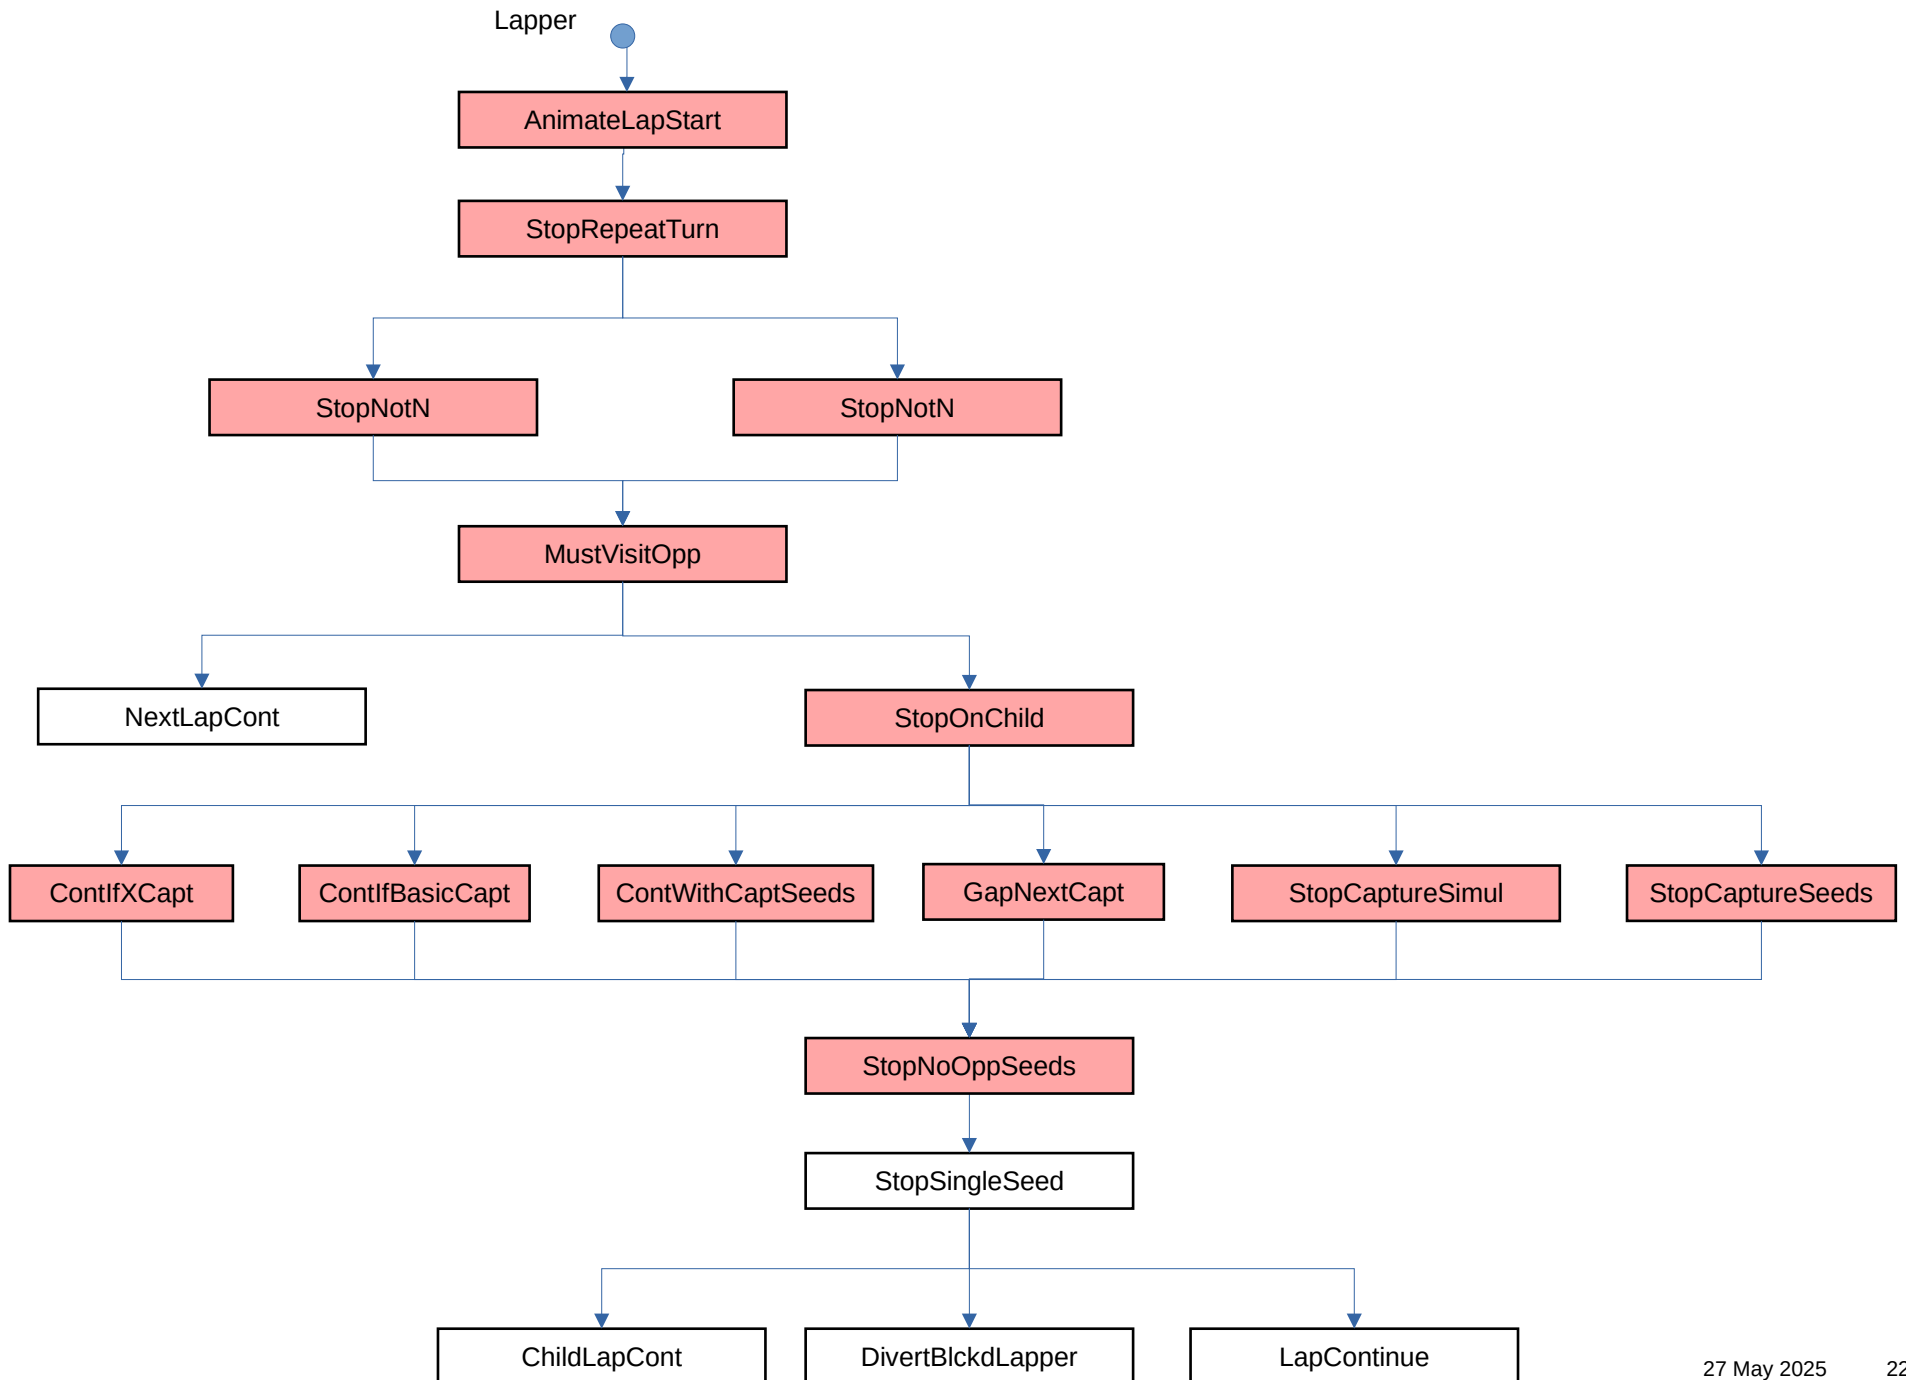 Lapper
AnimateLapStart
StopRepeatTurn
StopNotN
StopNotN
MustVisitOpp
NextLapCont
StopOnChild
ContIfXCapt
ContIfBasicCapt
ContWithCaptSeeds
GapNextCapt
StopCaptureSimul
StopCaptureSeeds
StopNoOppSeeds
StopSingleSeed
ChildLapCont
DivertBlckdLapper
LapContinue
27 May 2025
22